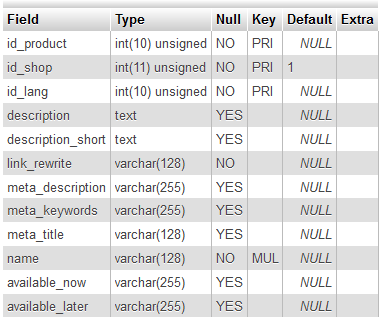 Field Type Null Key Default Extra
id_product int(10) unsigned NO PRI NULL
id_shop int(11) unsigned NO PRI 1
id_lang int(10) unsigned NO PRI NULL
description text YES NULL
description_short text YES NULL
link_rewrite varchar(128) NO NULL
meta_description varchar(255) YES NULL
meta_keywords varchar(255) YES NULL
meta_title varchar(128) YES NULL
name varchar(128) NO MUL NULL
available_now varchar(255) YES NULL
available_later varchar(255) YES NULL